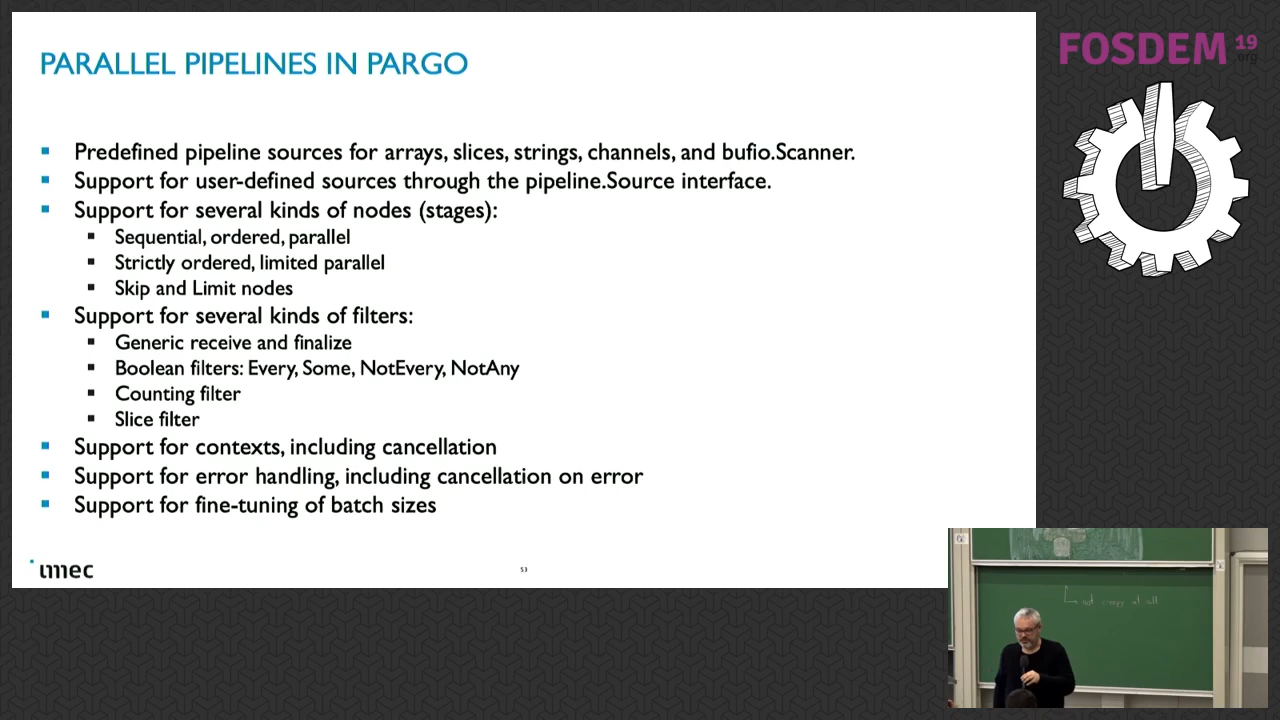 PARALLEL PIPELINES IN PARGO
Predefined pipeline sources for arrays, slices, strings, channels, and bufio.Scanner.
Support for user-defined sources through the pipeline.Source interface.
Support for several kinds of nodes (stages):
Sequential, ordered, parallel
Strictly ordered, limited parallel
Skip and Limit nodes
Support for several kinds of filters:
Generic receive and finalize
Boolean filters: Every, Some, NotEvery, NotAny
Counting filter
Slice filter
Support for contexts, including cancellation
Support for error handling, including cancellation on error
Support for fine-tuning of batch sizes
imec
53
FOSDEM 19
.org
not creepy at all